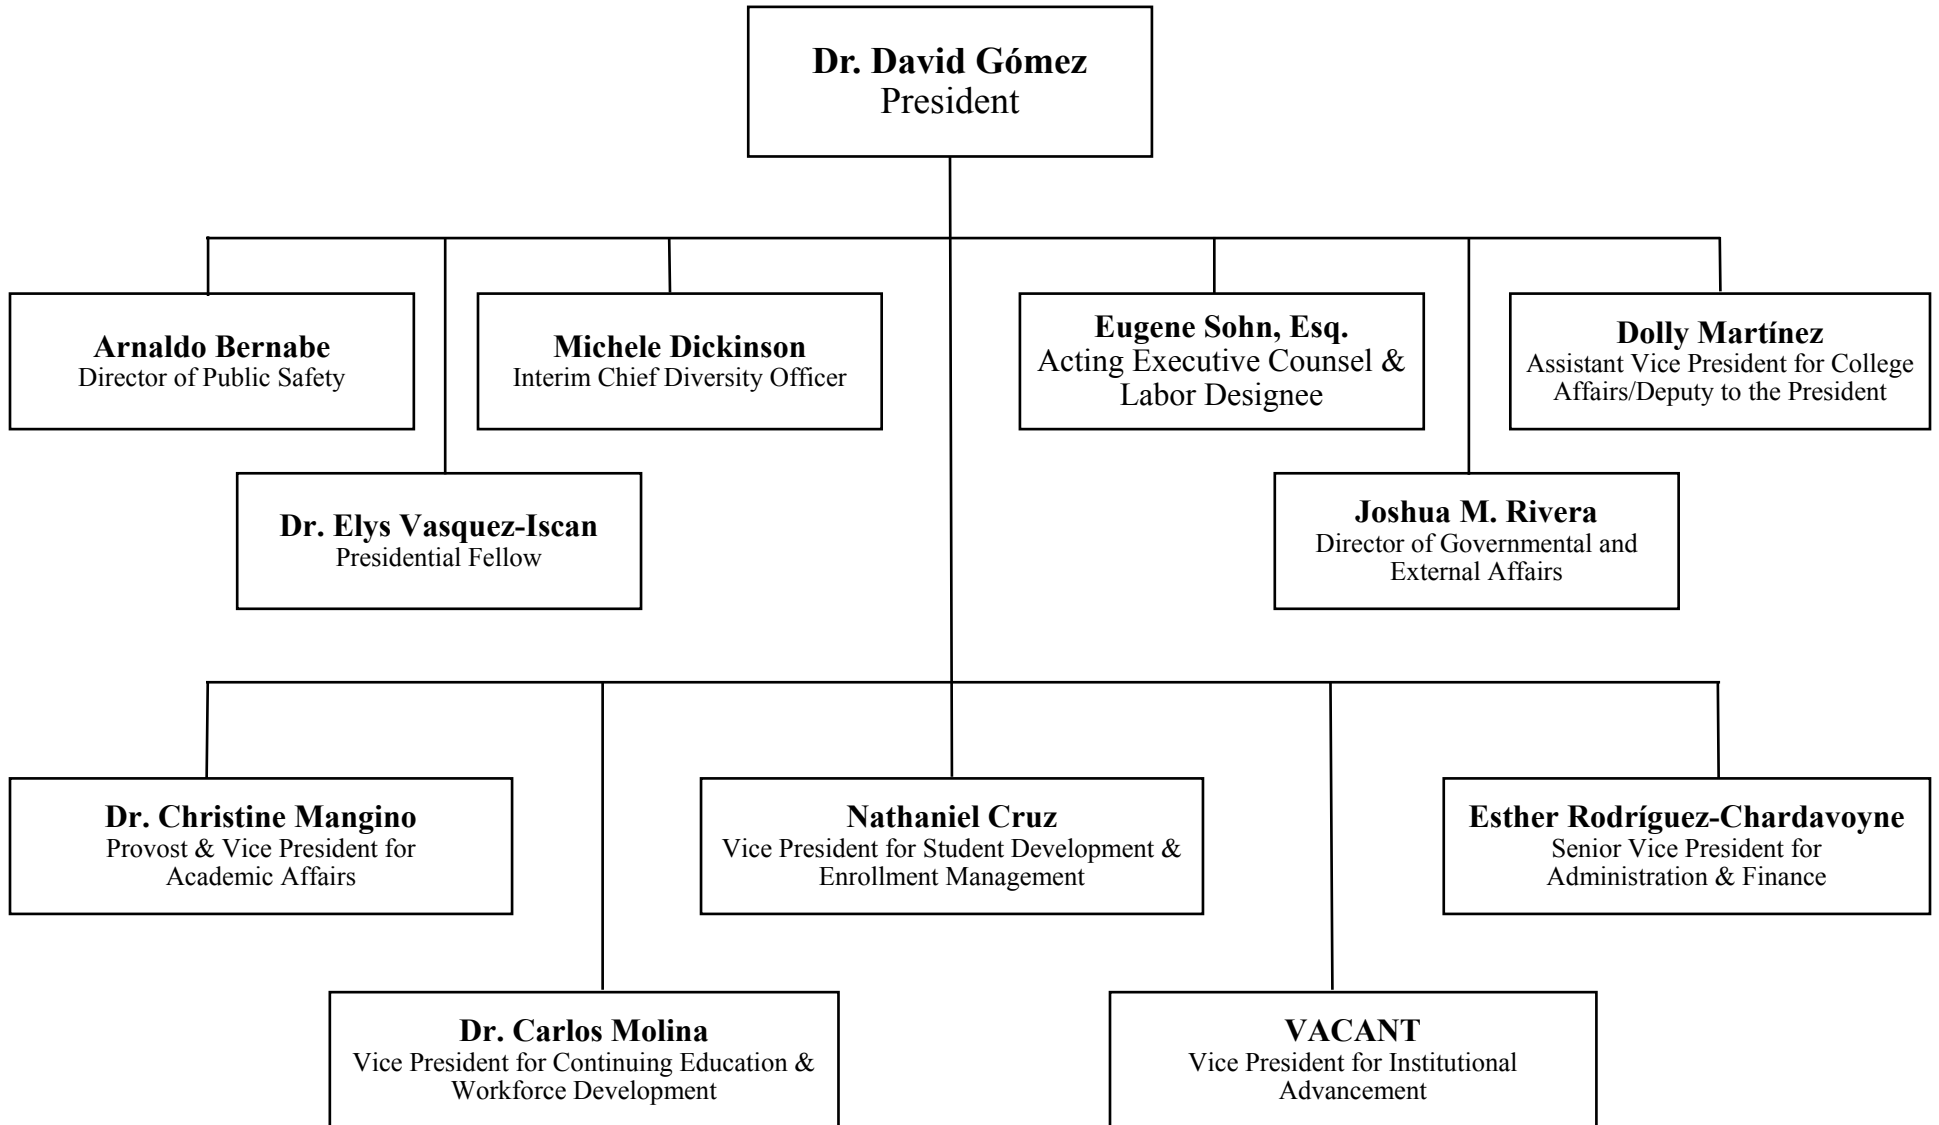 Dr. David Gómez
President
Arnaldo Bernabe
Director of Public Safety
Michele Dickinson
Interim Chief Diversity Officer
Eugene Sohn, Esq.
Acting Executive Counsel &
Labor Designee
Dolly Martínez
Assistant Vice President for College
Affairs/Deputy to the President
Dr. Elys Vasquez-Iscan
Presidential Fellow
Joshua M. Rivera
Director of Governmental and
External Affairs
Dr. Christine Mangino
Provost & Vice President for
Academic Affairs
Nathaniel Cruz
Vice President for Student Development &
Enrollment Management
Esther Rodríguez-Chardavoyne
Senior Vice President for
Administration & Finance
Dr. Carlos Molina
Vice President for Continuing Education &
Workforce Development
VACANT
Vice President for Institutional
Advancement